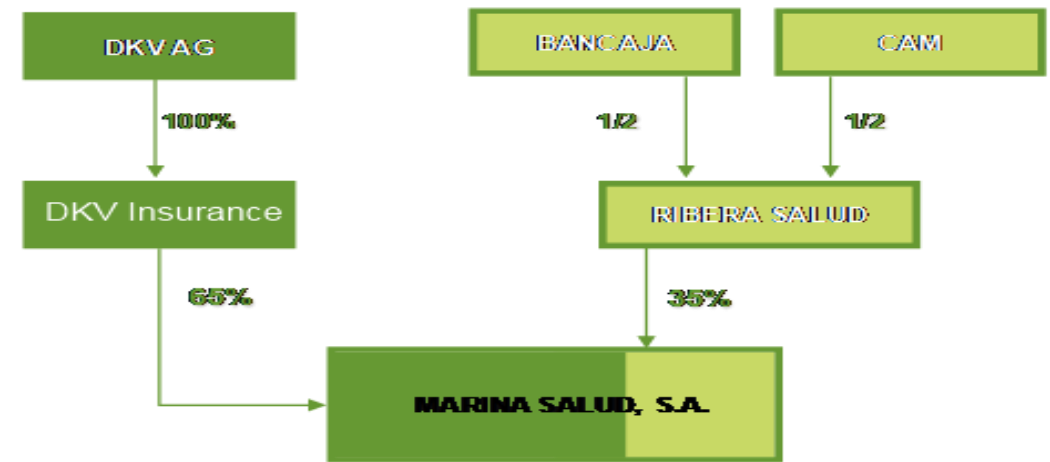 DKV AG
BANCAJA
CAM
100%
1/2
1/2
DKV Insurance
RIBERA SALUD
65%
35%
MARINA SALUD, S.A.